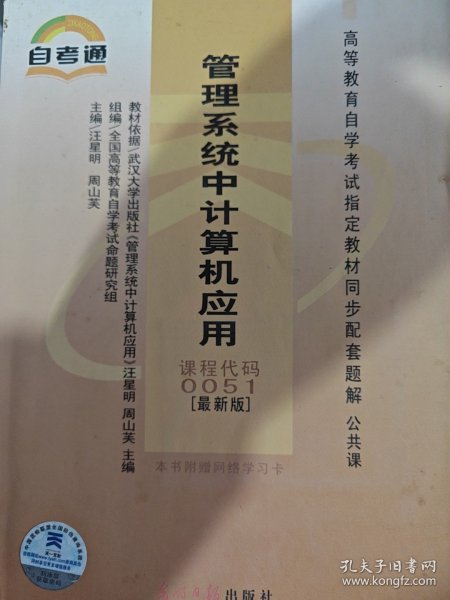 自考通
管理系统中计算机应用
课程代码
0051
[最新版]
本书附赠网络学习卡
高等教育自学考试指定教材同步配套题解 公共课
教材依据/武汉大学出版社《管理系统中计算机应用》汪星明 周山芙 主编
组编/全国高等教育自学考试命题研究组
主编/汪星明 周山芙
光明日报出版社
孔夫子旧书网
www.kongfz.com